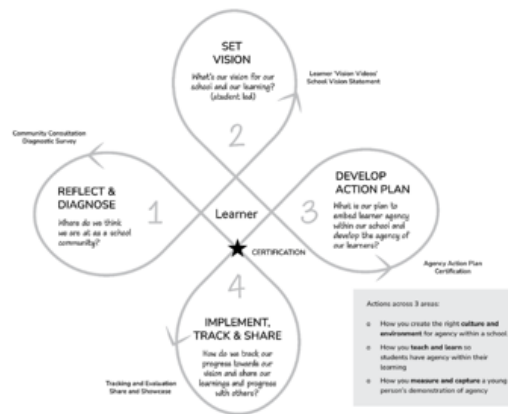 SET
VISION
What's our vision for our
school and our learning?
(student led)
2
Learner 'Vision Videos'
School Vision Statement
Community Consultation
Diagnostic Survey
REFLECT &
DIAGNOSE
Where do we think
we are at as a school
community?
1
Learner
3
DEVELOP
ACTION PLAN
What is our plan to
embed learner agency
within our school and
develop the agency of
our learners?
CERTIFICATION
Agency Action Plan
Certification
4
IMPLEMENT,
TRACK & SHARE
How do we track our
progress towards our
vision and share our
learnings and progress
with others?
Tracking and Evaluation
Share and Showcase
Actions across 3 areas:
How you create the right culture and
environment for agency within a school
How you teach and learn so
students have agency within their
learning
How you measure and capture a young
person's demonstration of agency